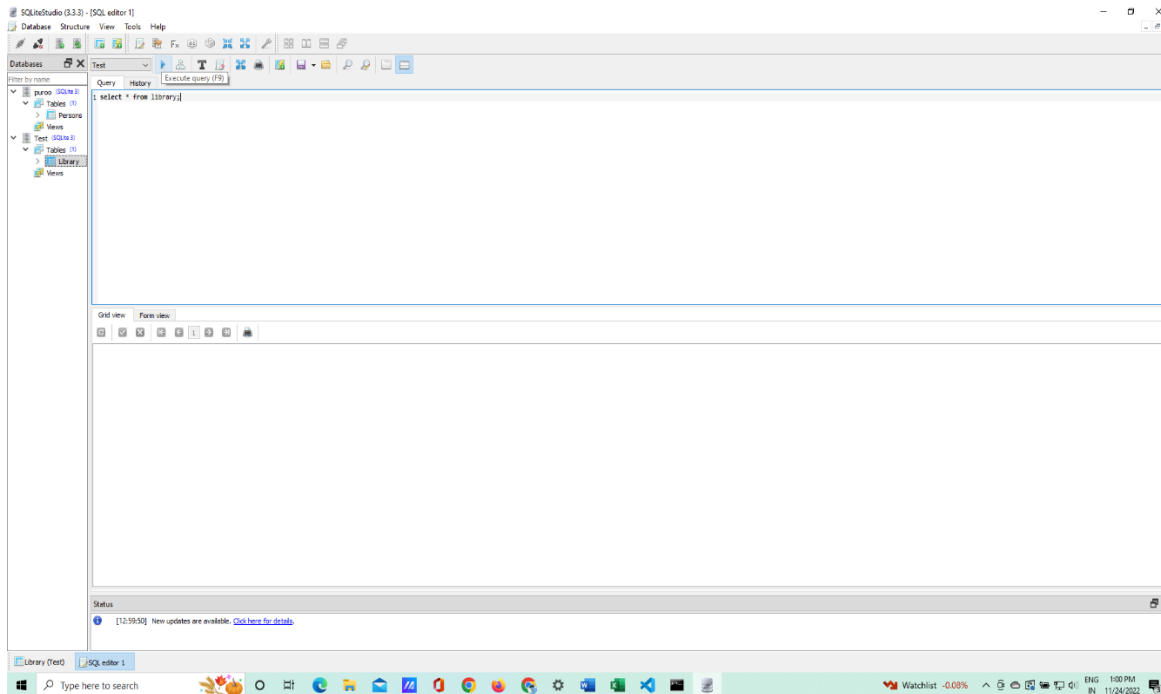 SQLiteStudio (3.3.3) - [SQL editor 1]
Database Structure View Tools Help
Databases
Test
Execute query (F9)
Filter by name
Query History
puroo (SQLite 3)
Tables (1)
Persons
Views
Test (SQLite 3)
Tables (1)
Library
Views
1 select * from library;
Grid view Form view
1
Status
[12:59:50] New updates are available. Click here for details.
Library (Test) SQL editor 1
Type here to search
Watchlist -0.08%
ENG 1:00 PM
IN 11/24/2022